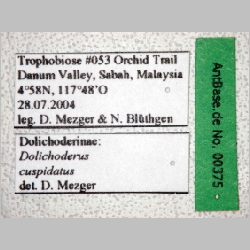 Trophobiose #053 Orchid Trail
Danum Valley, Sabah, Malaysia
4°58N, 117°48'O
28.07.2004
leg. D. Mezger & N. Blüthgen
Dolichoderinae:
Dolichoderus
cuspidatus
det. D. Mezger
AntBase.de No. 00375